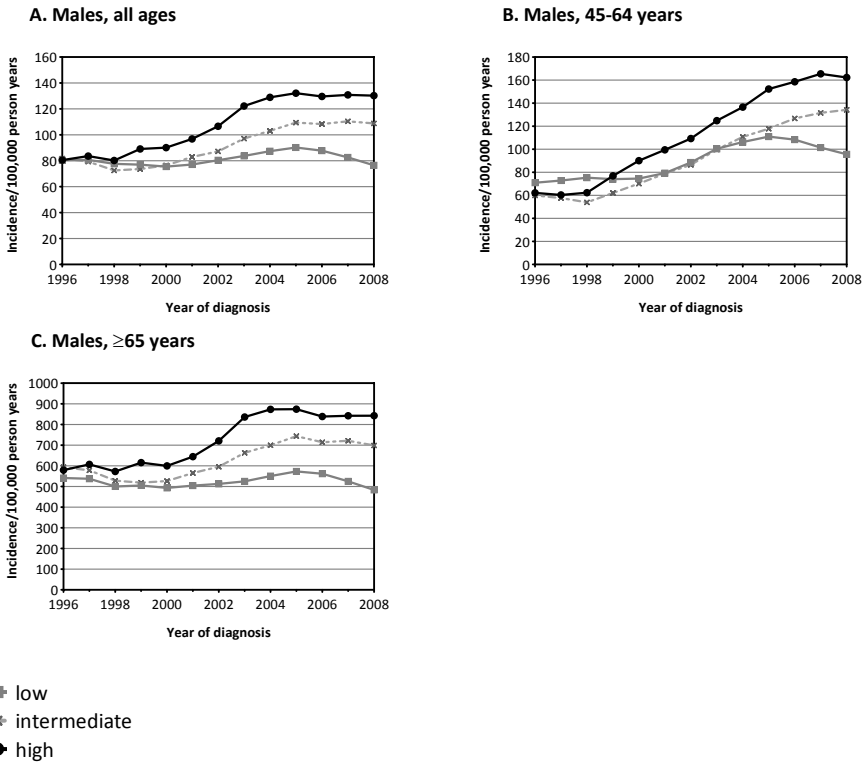 A. Males, all ages
Incidence/100,000 person years
160
140
120
100
80
60
40
20
0
1996 1998 2000 2002 2004 2006 2008
Year of diagnosis
B. Males, 45-64 years
Incidence/100,000 person years
180
160
140
120
100
80
60
40
20
0
1996 1998 2000 2002 2004 2006 2008
Year of diagnosis
C. Males, ≥65 years
Incidence/100,000 person years
1000
900
800
700
600
500
400
300
200
100
0
1996 1998 2000 2002 2004 2006 2008
Year of diagnosis
low
intermediate
high